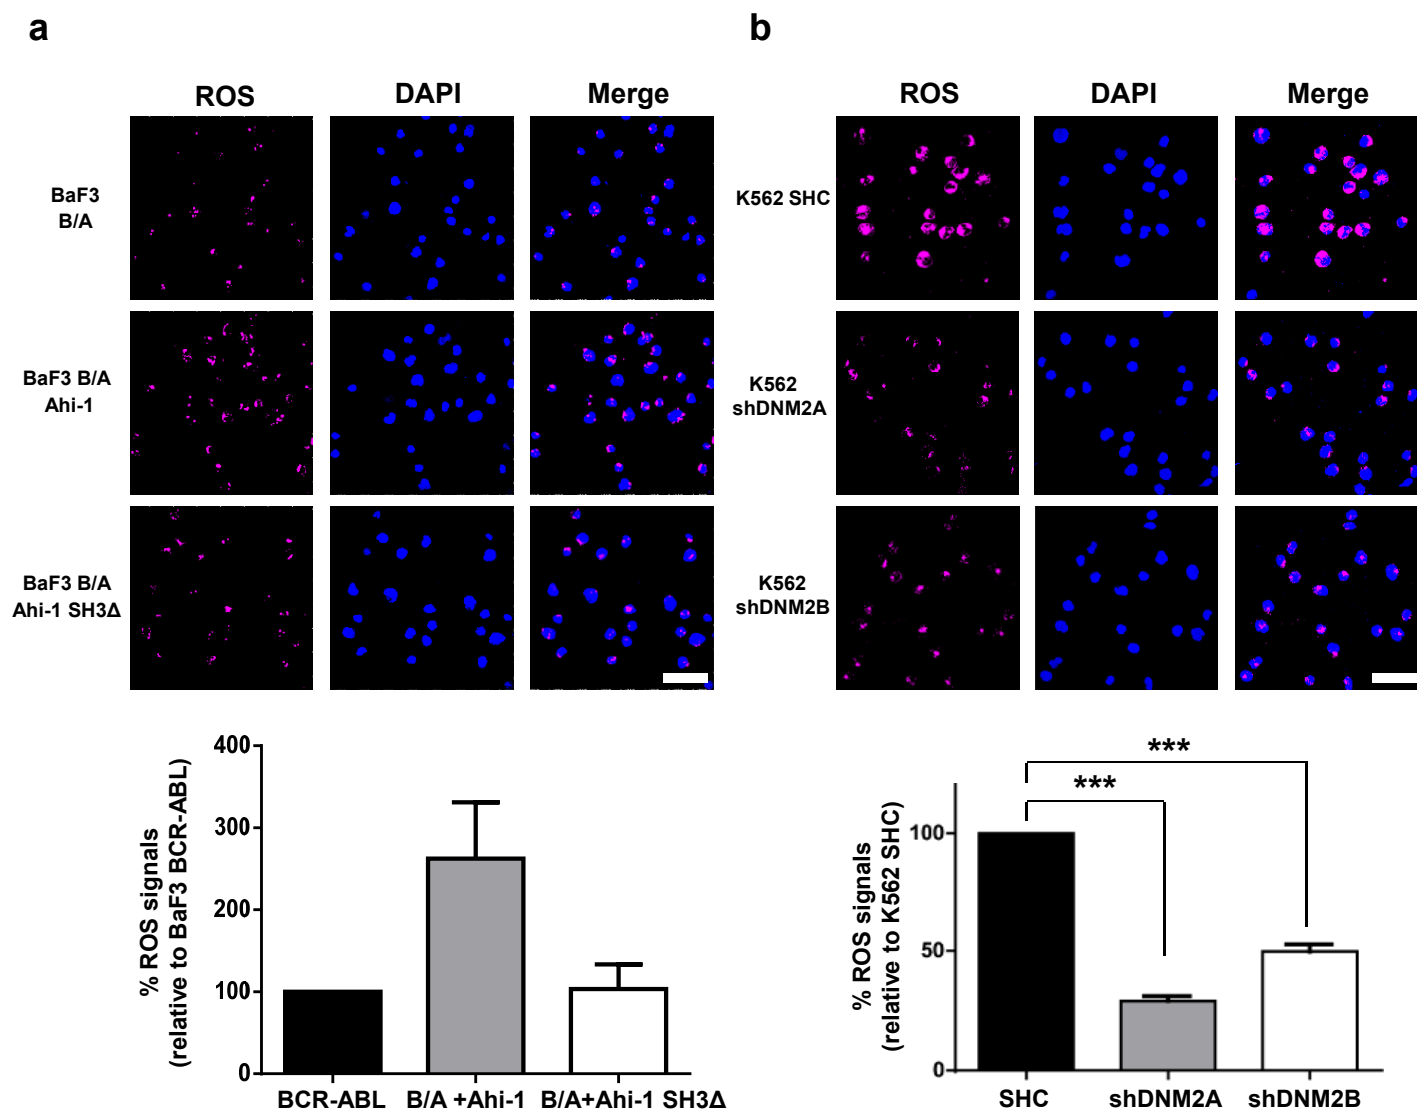 a
b
ROS DAPI Merge
ROS DAPI Merge
BaF3
B/A
BaF3 B/A
Ahi-1
BaF3 B/A
Ahi-1 SH3Δ
K562 SHC
K562
shDNM2A
K562
shDNM2B
% ROS signals
(relative to BaF3 BCR-ABL)
400
300
200
100
0
BCR-ABL B/A +Ahi-1 B/A+Ahi-1 SH3Δ
% ROS signals
(relative to K562 SHC)
***
***
100
50
0
SHC shDNM2A shDNM2B